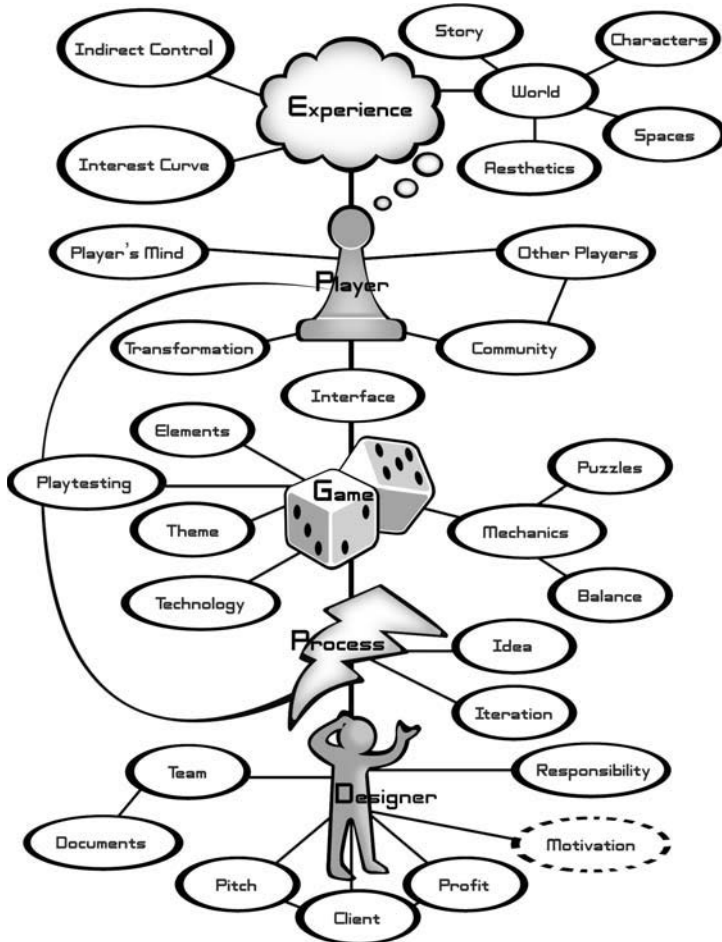 Story
Indirect Control
Characters
World
Experience
Spaces
Interest Curve
Aesthetics
Player's Mind
Other Players
Player
Transformation
Community
Interface
Elements
Puzzles
Playtesting
Game
Theme
Mechanics
Technology
Balance
Process
Idea
Iteration
Team
Responsibility
Designer
Documents
Motivation
Pitch
Profit
Client